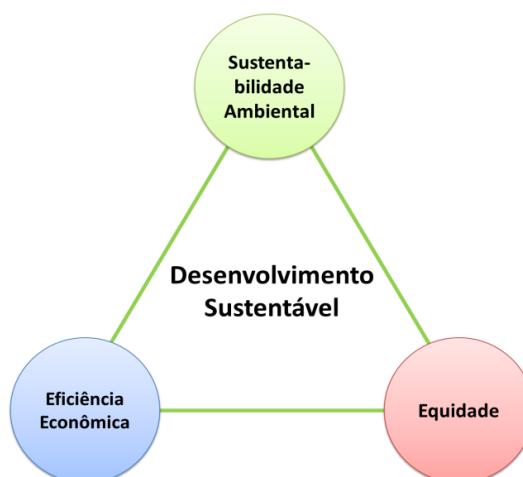 Sustenta-
bilidade
Ambiental
Desenvolvimento
Sustentável
Eficiência
Econômica
Equidade